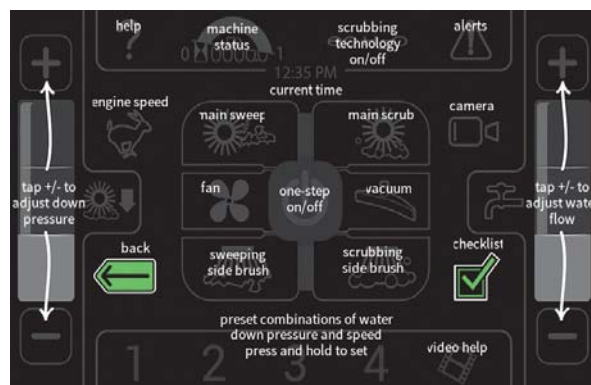 help
machine
status
scrubbing
technology
on/off
alerts
12:35 PM
current time
engine speed
main sweep
main scrub
camera
tap +/- to
adjust down
pressure
fan
one-step
on/off
vacuum
tap +/- to
adjust water
flow
back
sweeping
side brush
scrubbing
side brush
checklist
preset combinations of water
down pressure and speed
press and hold to set
1 2 3 4
video help